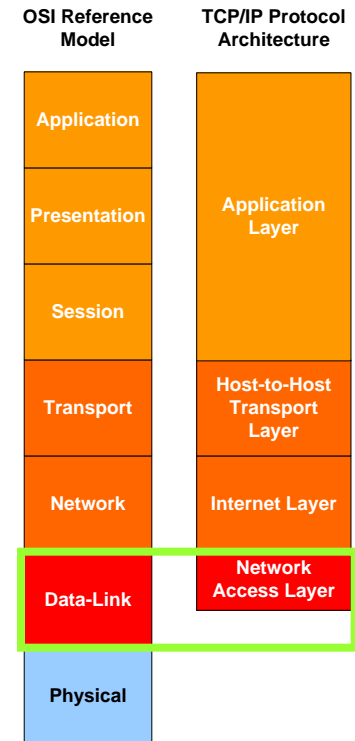 OSI Reference
Model
TCP/IP Protocol
Architecture
Application
Presentation
Session
Transport
Network
Data-Link
Physical
Application
Layer
Host-to-Host
Transport
Layer
Internet Layer
Network
Access Layer